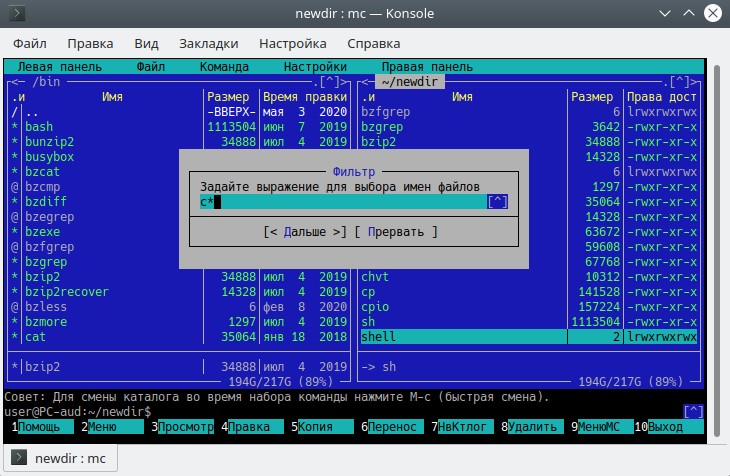 newdir : mc — Konsole
Файл Правка Вид Закладки Настройка Справка
Левая панель Файл Команда Настройки Правая панель
<— /bin .[^]> <— ~/newdir .[^]>
.и Имя Размер Время правки .и Имя Размер Права дост
/ .. -ВВЕРХ- мая 3 2020 bzfgrep 6 lrwxrwxrwx
* bash 1113504 июн 7 2019 bzgrep 3642 -rwxr-xr-x
* bunzip2 34888 июл 4 2019 bzip2 34888 -rwxr-xr-x
* busybox 14328 -rwxr-xr-x
* bzcat 6 lrwxrwxrwx
@ bzcmp 1297 -rwxr-xr-x
* bzdiff 35064 -rwxr-xr-x
@ bzegrep 14328 -rwxr-xr-x
* bzexe 63672 -rwxr-xr-x
@ bzfgrep 59608 -rwxr-xr-x
* bzgrep 67768 -rwxr-xr-x
Фильтр
Задайте выражение для выбора имен файлов
c* [^]
[< Дальше >] [ Прервать ]
* bzip2 34888 июл 4 2019 chvt 10312 -rwxr-xr-x
* bzip2recover 14328 июл 4 2019 cp 141528 -rwxr-xr-x
@ bzless 6 фев 8 2020 cpio 157224 -rwxr-xr-x
* bzmore 1297 июл 4 2019 sh 1113504 -rwxr-xr-x
* cat 35064 янв 18 2018 shell 2 lrwxrwxrwx
* bzip2 34888 июл 4 2019 -> sh
194G/217G (89%) 194G/217G (89%)
Совет: Для смены каталога во время набора команды нажмите M-c (быстрая смена).
user@PC-aud:~/newdir$ [^]
1Помощь 2Меню 3Просмотр 4Правка 5Копия 6Перенос 7НвКтлог 8Удалить 9МенюMC 10Выход
newdir : mc